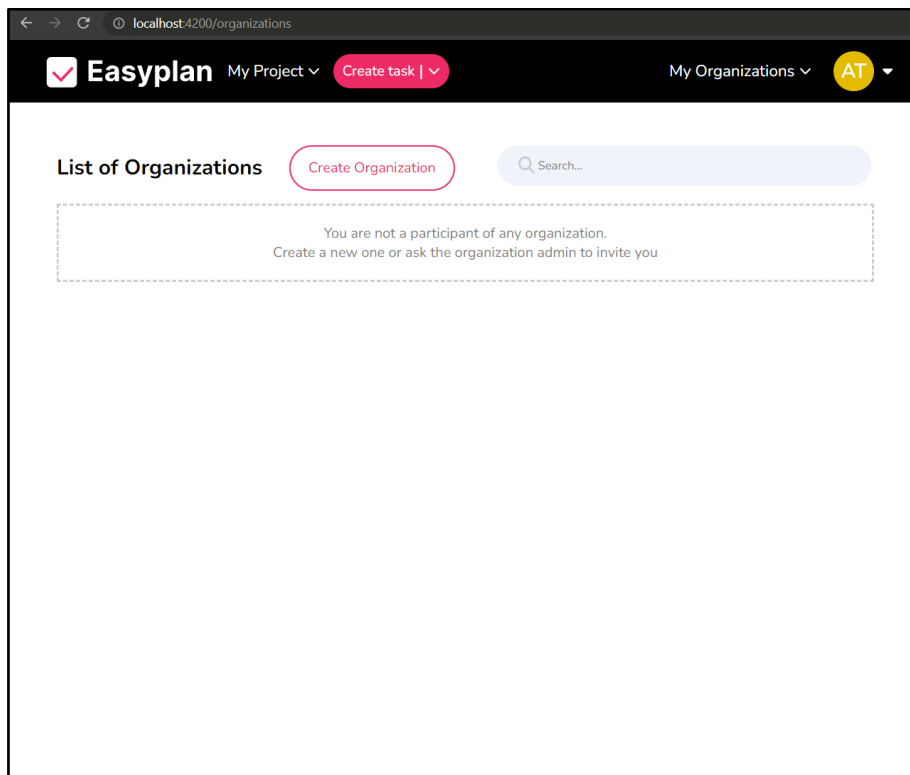 localhost:4200/organizations
Easyplan My Project Create task | My Organizations AT
List of Organizations Create Organization Search...
You are not a participant of any organization.
Create a new one or ask the organization admin to invite you